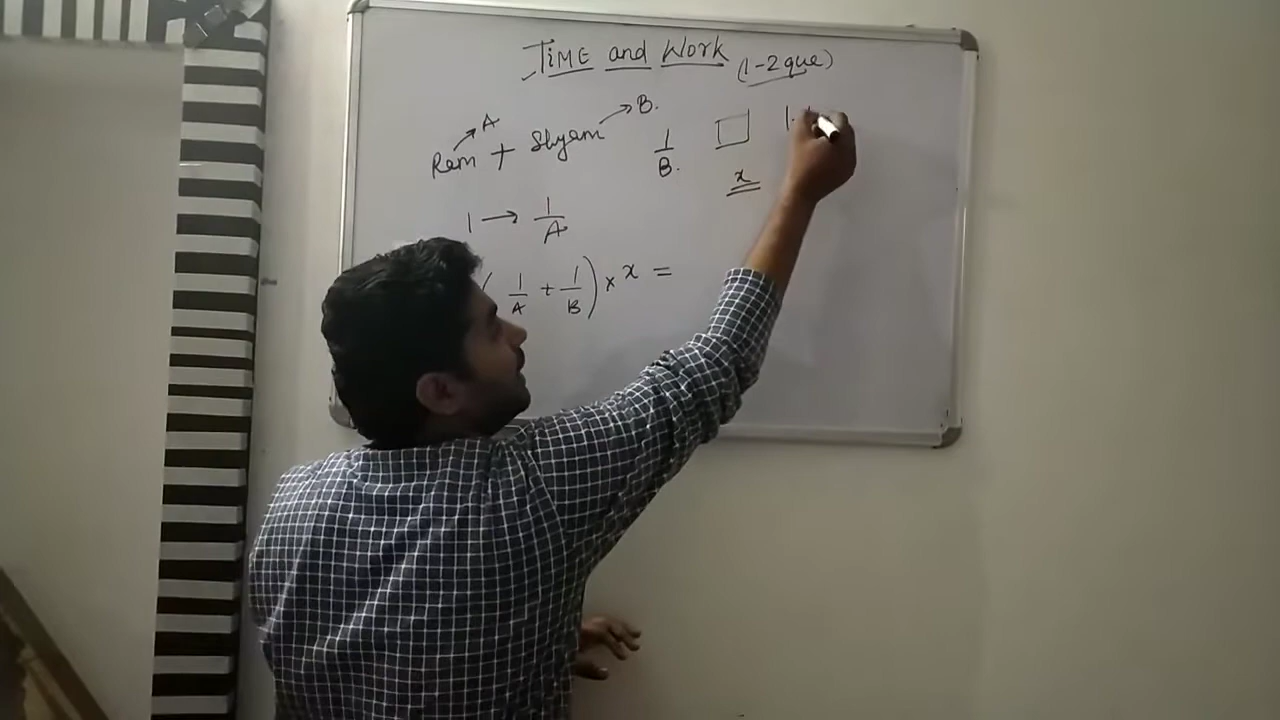 TIME and WORK (1-2 que)
A B.
Ram + Shyam
1/B.
x
1 → 1/A
(1/A + 1/B) × x =